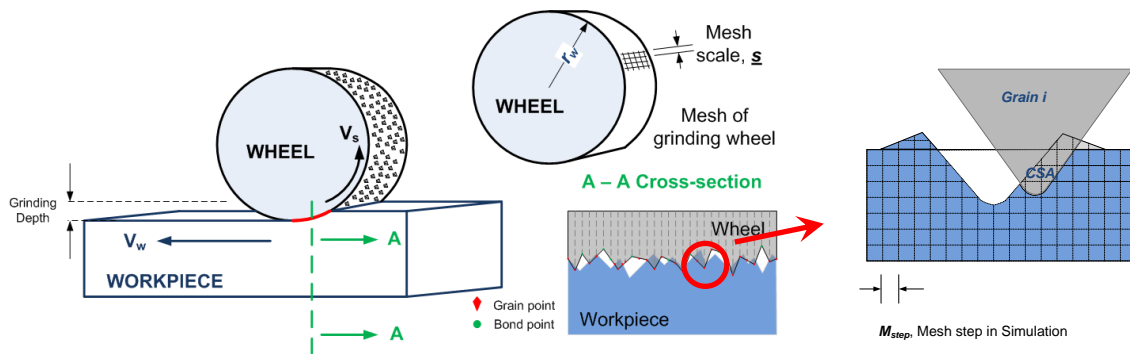 Grinding
Depth
WHEEL
Vs
Vw
WORKPIECE
A
A
rw
WHEEL
Mesh
scale, s
Mesh of
grinding wheel
A – A Cross-section
Wheel
Workpiece
Grain point
Bond point
Grain i
CSA
Mstep, Mesh step in Simulation